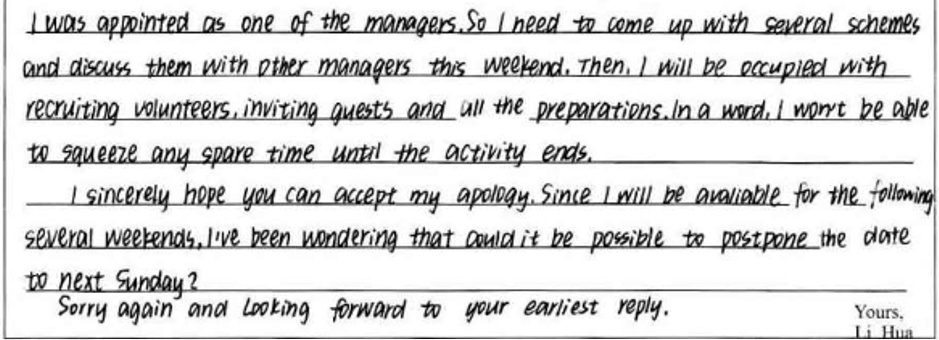 I was appointed as one of the managers. So I need to come up with several schemes
and discuss them with other managers this weekend. Then, I will be occupied with
recruiting volunteers, inviting guests and all the preparations. In a word, I won't be able
to squeeze any spare time until the activity ends.
I sincerely hope you can accept my apology. Since I will be avaliable for the following
several weekends, I've been wondering that could it be possible to postpone the date
to next Sunday?
Sorry again and Looking forward to your earliest reply.
Yours,
Li Hua